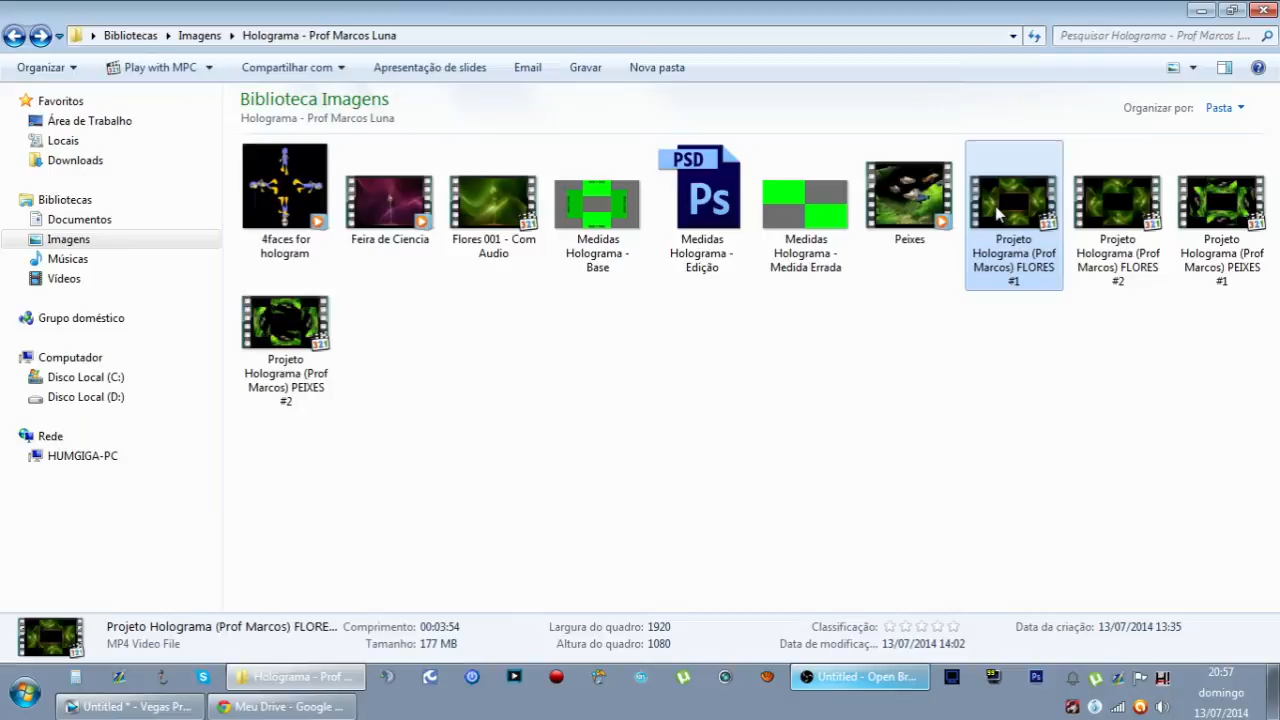 Bibliotecas Imagens Holograma - Prof Marcos Luna
Pesquisar Holograma - Prof Marcos L...
Organizar Play with MPC Compartilhar com Apresentação de slides Email Gravar Nova pasta
Favoritos
Área de Trabalho
Locais
Downloads
Bibliotecas
Documentos
Imagens
Músicas
Vídeos
Grupo doméstico
Computador
Disco Local (C:)
Disco Local (D:)
Rede
HUMGIGA-PC
Biblioteca Imagens
Holograma - Prof Marcos Luna
Organizar por: Pasta
4faces for
hologram
Feira de Ciencia
Flores 001 - Com
Audio
Medidas
Holograma -
Base
PSD
Ps
Medidas
Holograma -
Edição
Medidas
Holograma -
Medida Errada
Peixes
Projeto
Holograma (Prof
Marcos) FLORES
#1
Projeto
Holograma (Prof
Marcos) FLORES
#2
Projeto
Holograma (Prof
Marcos) PEIXES
#1
Projeto
Holograma (Prof
Marcos) PEIXES
#2
Projeto Holograma (Prof Marcos) FLORE...
MP4 Video File
Comprimento: 00:03:54
Tamanho: 177 MB
Largura do quadro: 1920
Altura do quadro: 1080
Classificação:
Data de modificaç... 13/07/2014 14:02
Data da criação: 13/07/2014 13:35
Holograma - Prof ...
Untitled - Open Br...
Untitled * - Vegas Pr...
Meu Drive - Google ...
20:57
domingo
13/07/2014